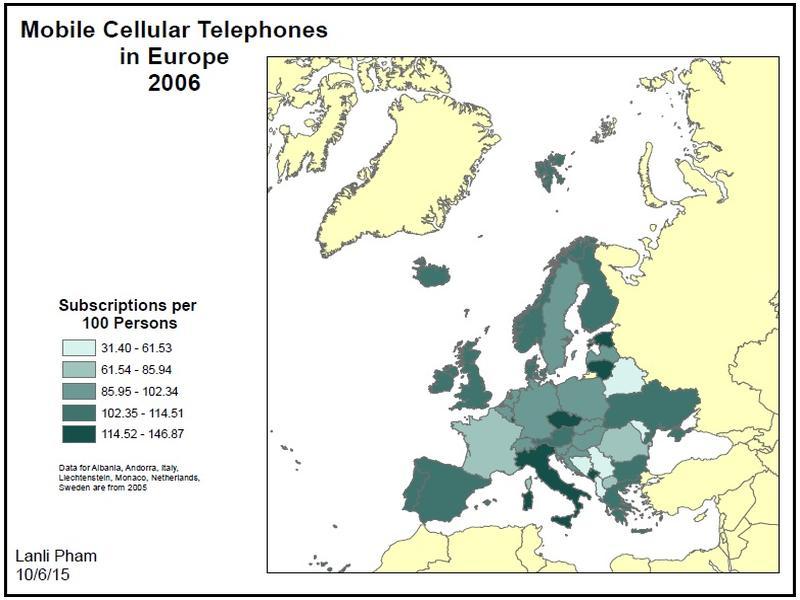 Mobile Cellular Telephones
in Europe
2006
Subscriptions per
100 Persons
31.40 - 61.53
61.54 - 85.94
85.95 - 102.34
102.35 - 114.51
114.52 - 146.87
Data for Albania, Andorra, Italy,
Liechtenstein, Monaco, Netherlands,
Sweden are from 2005
Lanli Pham
10/6/15